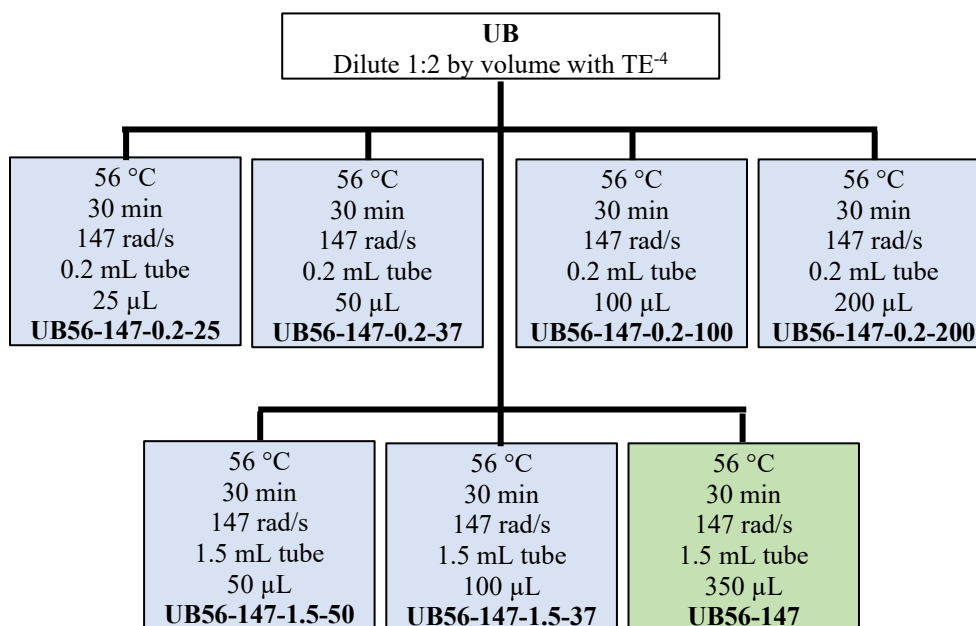 UB
Dilute 1:2 by volume with TE-4
56 °C
30 min
147 rad/s
0.2 mL tube
25 µL
UB56-147-0.2-25
56 °C
30 min
147 rad/s
0.2 mL tube
50 µL
UB56-147-0.2-37
56 °C
30 min
147 rad/s
0.2 mL tube
100 µL
UB56-147-0.2-100
56 °C
30 min
147 rad/s
0.2 mL tube
200 µL
UB56-147-0.2-200
56 °C
30 min
147 rad/s
1.5 mL tube
50 µL
UB56-147-1.5-50
56 °C
30 min
147 rad/s
1.5 mL tube
100 µL
UB56-147-1.5-37
56 °C
30 min
147 rad/s
1.5 mL tube
350 µL
UB56-147